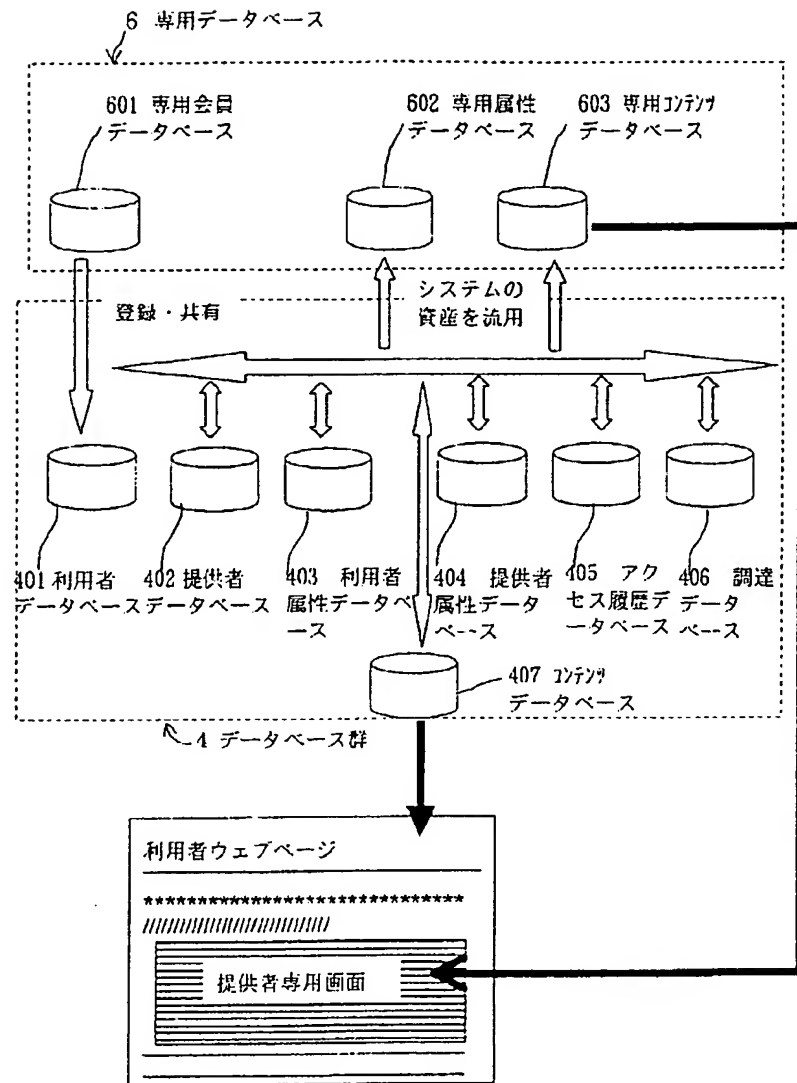 6 専用データベース
601 専用会員
データベース
602 専用属性
データベース
603 専用コンテンツ
データベース
登録・共有
システムの
資産を流用
401 利用者
データベース
402 提供者
データベース
403 利用者
属性データベ
ース
404 提供者
属性データ
ベース
405 アク
セス履歴デ
ータベース
406 調達
データ
ベース
407 コンテンツ
データベース
4 データベース群
利用者ウェブページ
******************************
////////////////////////////
提供者専用画面